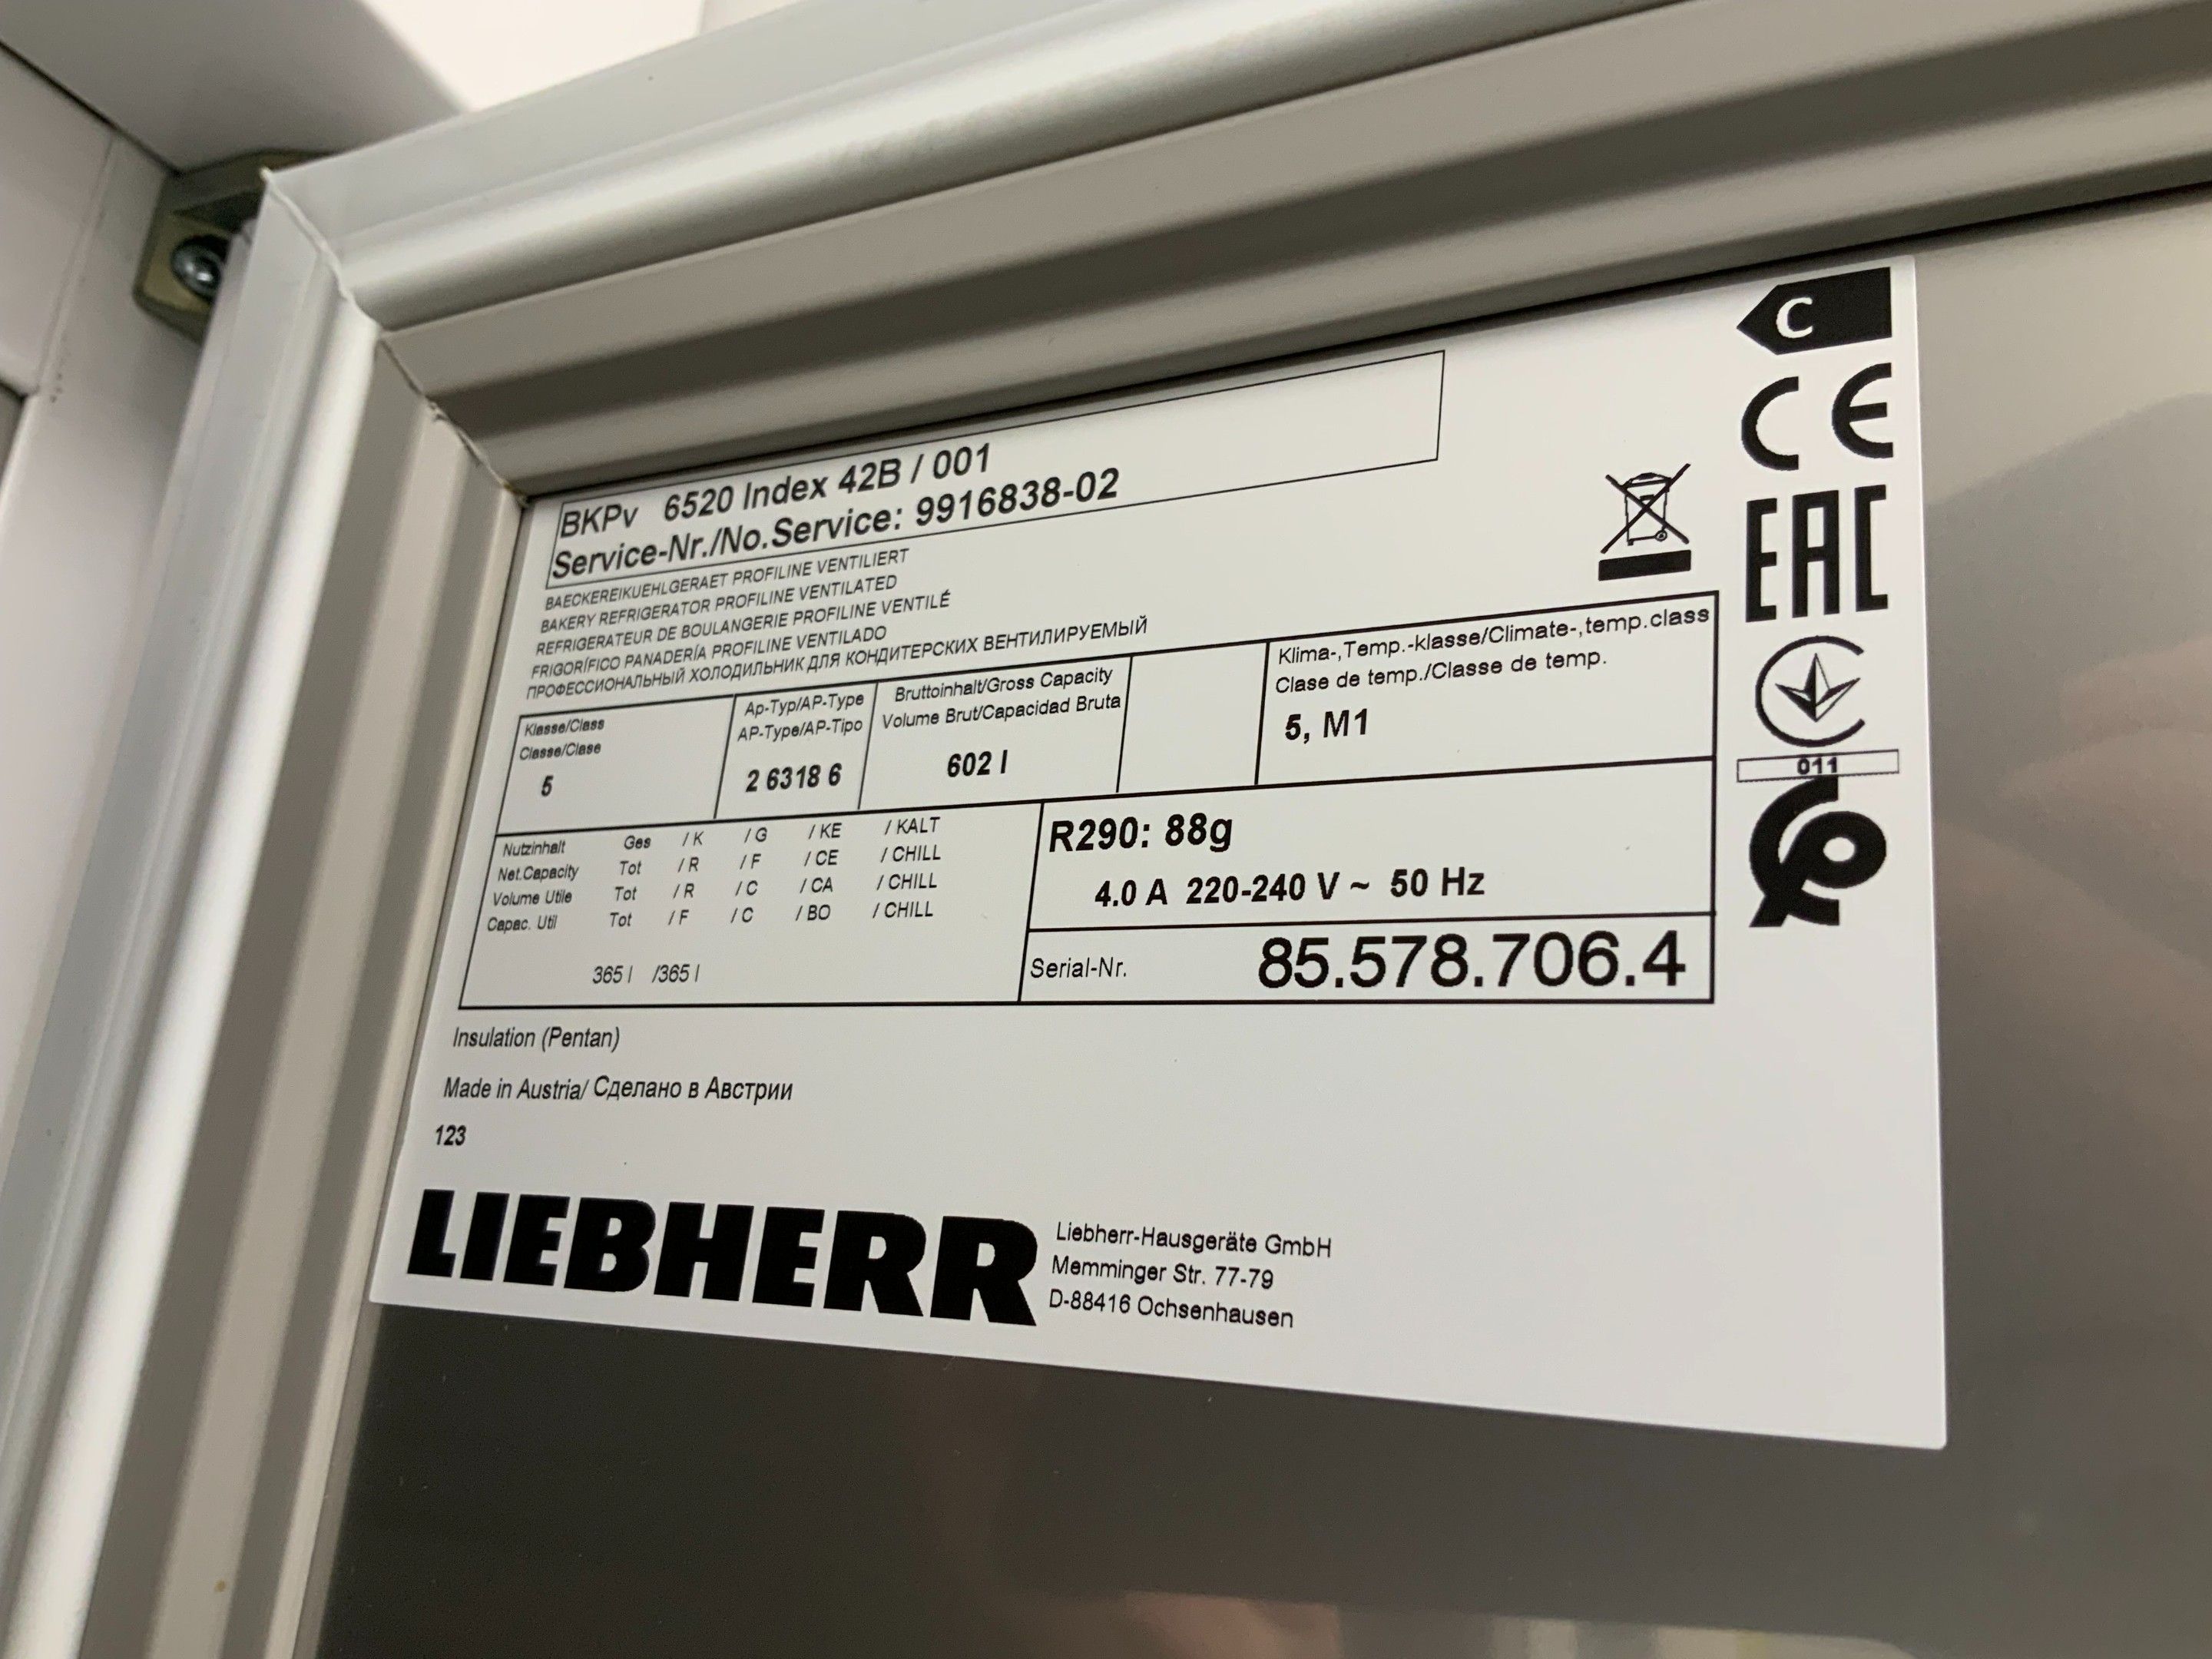 BKPv 6520 Index 42B / 001
Service-Nr./No.Service: 9916838-02
BAECKEREIKUEHLGERAET PROFILINE VENTILIERT
BAKERY REFRIGERATOR PROFILINE VENTILATED
REFRIGERATEUR DE BOULANGERIE PROFILINE VENTILÉ
FRIGORÍFICO PANADERÍA PROFILINE VENTILADO
ПРОФЕССИОНАЛЬНЫЙ ХОЛОДИЛЬНИК ДЛЯ КОНДИТЕРСКИХ ВЕНТИЛИРУЕМЫЙ
Klasse/Class
Classe/Clase
5
Ap-Typ/AP-Type
AP-Type/AP-Tipo
2 6318 6
Bruttoinhalt/Gross Capacity
Volume Brut/Capacidad Bruta
602 l
Klima-,Temp.-klasse/Climate-,temp.class
Clase de temp./Classe de temp.
5, M1
Nutzinhalt Ges / K / G / KE / KALT
Net.Capacity Tot / R / F / CE / CHILL
Volume Utile Tot / R / C / CA / CHILL
Capac. Util Tot / F / C / BO / CHILL
365 l /365 l
R290: 88g
4.0 A 220-240 V ~ 50 Hz
Serial-Nr. 85.578.706.4
Insulation (Pentan)
Made in Austria/ Сделано в Австрии
123
LIEBHERR
Liebherr-Hausgeräte GmbH
Memminger Str. 77-79
D-88416 Ochsenhausen
C
CE
EAC
011